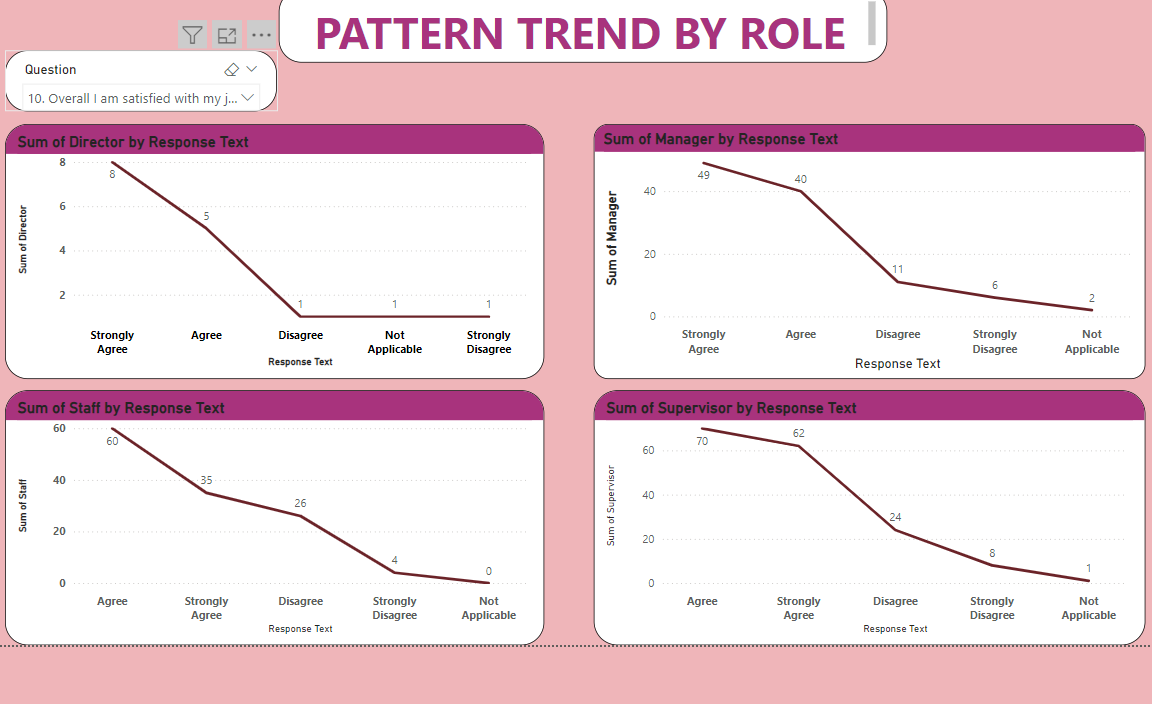 PATTERN TREND BY ROLE
Question
10. Overall I am satisfied with my j...
Sum of Director by Response Text
8
6
4
2
Sum of Director
8
5
1
1
1
Strongly
Agree
Agree
Disagree
Not
Applicable
Strongly
Disagree
Response Text
Sum of Manager by Response Text
40
20
0
Sum of Manager
49
40
11
6
2
Strongly
Agree
Agree
Disagree
Strongly
Disagree
Not
Applicable
Response Text
Sum of Staff by Response Text
60
40
20
0
Sum of Staff
60
35
26
4
0
Agree
Strongly
Agree
Disagree
Strongly
Disagree
Not
Applicable
Response Text
Sum of Supervisor by Response Text
60
40
20
0
Sum of Supervisor
70
62
24
8
1
Agree
Strongly
Agree
Disagree
Strongly
Disagree
Not
Applicable
Response Text